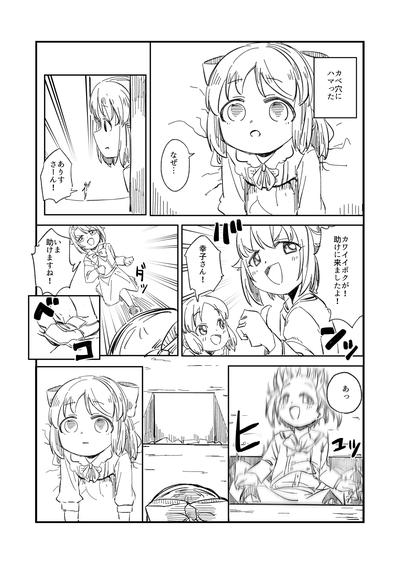 カベ穴に
ハマった
なぜ…
ありす
さーん！
カワイイボクが！
助けに来ましたよ！
ババンッ
幸子さん！
いま
助けますね！
ダッ
ベコ
あっ
ヒュッ